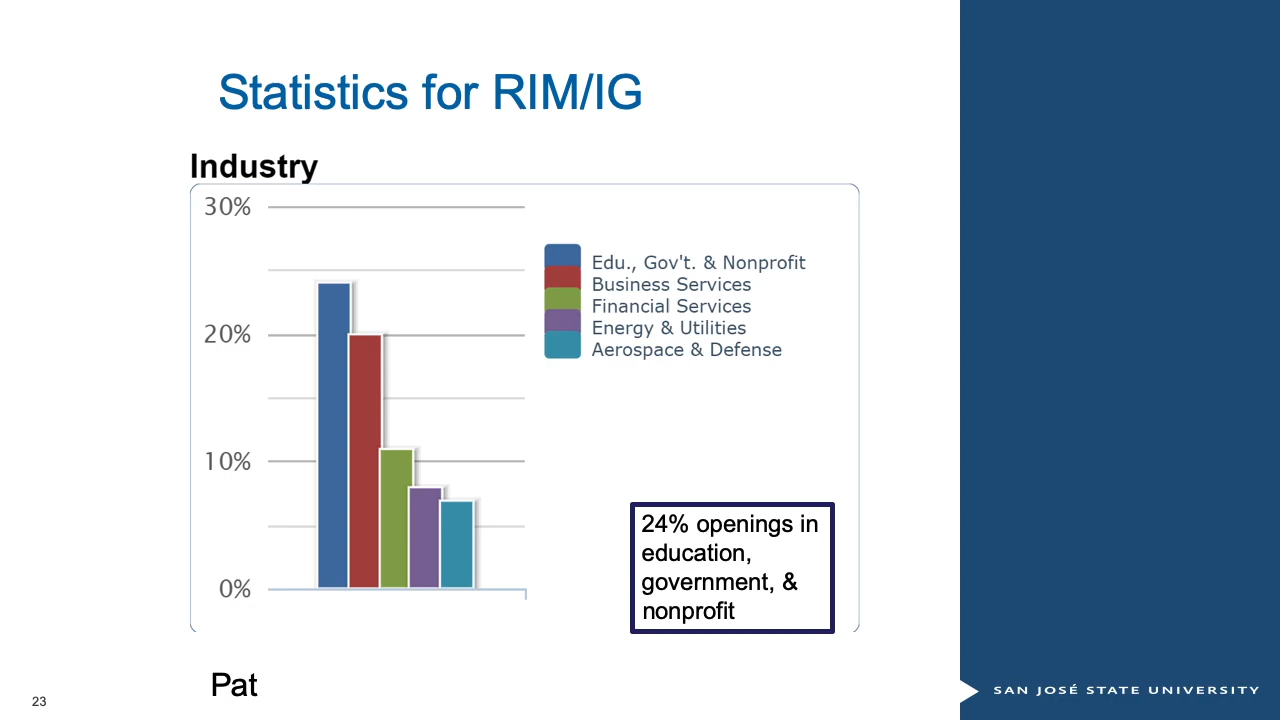 Statistics for RIM/IG
Industry
30%
20%
10%
0%
Edu., Gov't. & Nonprofit
Business Services
Financial Services
Energy & Utilities
Aerospace & Defense
24% openings in
education,
government, &
nonprofit
Pat
23
SAN JOSÉ STATE UNIVERSITY